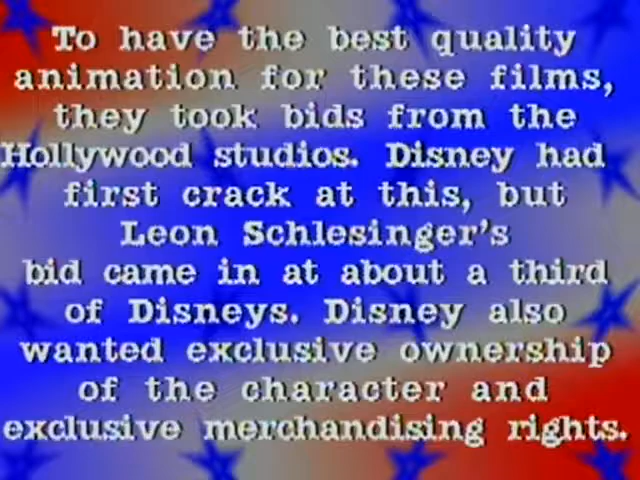 To have the best quality
animation for these films,
they took bids from the
Hollywood studios. Disney had
first crack at this, but
Leon Schlesinger's
bid came in at about a third
of Disneys. Disney also
wanted exclusive ownership
of the character and
exclusive merchandising rights.